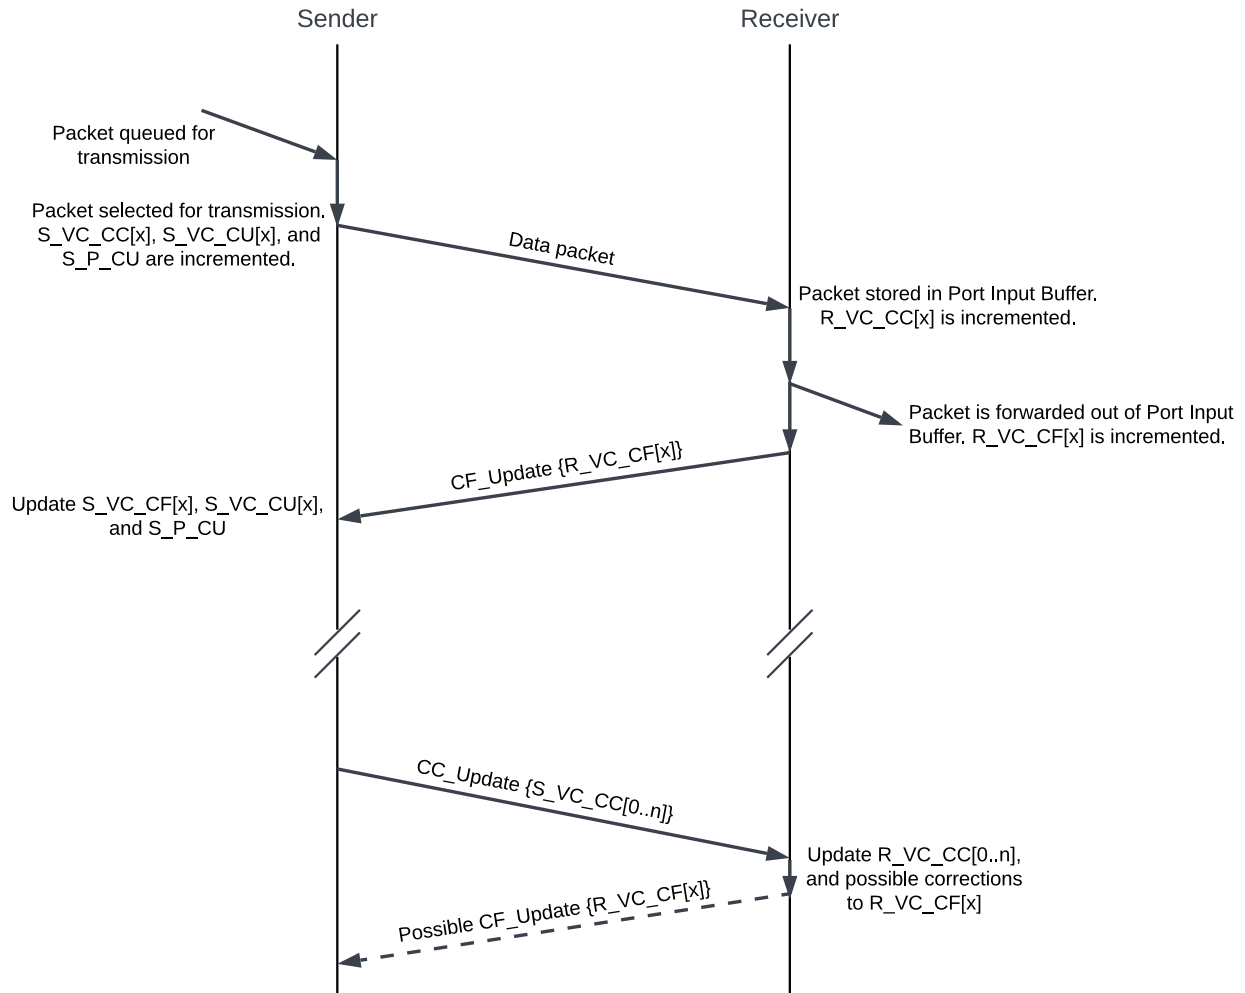 Sender
Receiver
Packet queued for
transmission
Packet selected for transmission.
S_VC_CC[x], S_VC_CU[x], and
S_P_CU are incremented.
Data packet
Packet stored in Port Input Buffer.
R_VC_CC[x] is incremented.
Packet is forwarded out of Port Input
Buffer. R_VC_CF[x] is incremented.
CF_Update {R_VC_CF[x]}
Update S_VC_CF[x], S_VC_CU[x],
and S_P_CU
CC_Update {S_VC_CC[0..n]}
Update R_VC_CC[0..n],
and possible corrections
to R_VC_CF[x]
Possible CF_Update {R_VC_CF[x]}